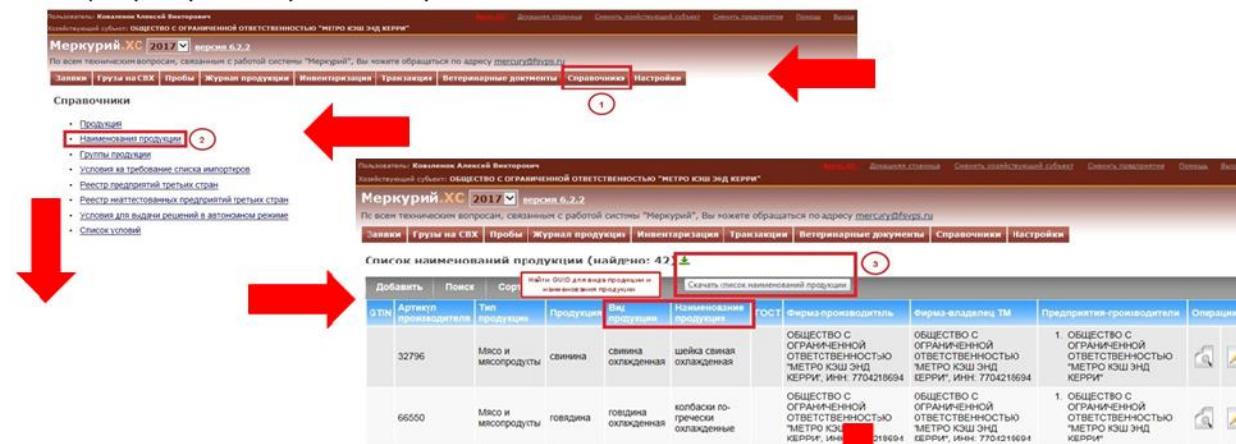 Пользователь: Коваленок Алексей Викторович
Домашняя страница Сменить хозяйствующий субъект Сменить предприятие Помощь Выход
Хозяйствующий субъект: ОБЩЕСТВО С ОГРАНИЧЕННОЙ ОТВЕТСТВЕННОСТЬЮ "МЕТРО КЭШ ЭНД КЕРРИ"
Меркурий.ХС 2017 версия 6.2.2
По всем техническим вопросам, связанным с работой системы "Меркурий", Вы можете обращаться по адресу mercury@fsvps.ru
Заявки Грузы на СВХ Пробы Журнал продукции Инвентаризация Транзакции Ветеринарные документы Справочники Настройки
1
Справочники
• Продукция
• Наименования продукции 2
• Группы продукции
• Условия на требование списка импортеров
• Реестр предприятий третьих стран
• Реестр неаттестованных предприятий третьих стран
• Условия для выдачи решений в автономном режиме
• Список условий
Пользователь: Коваленок Алексей Викторович
Домашняя страница Сменить хозяйствующий субъект Сменить предприятие Помощь
Хозяйствующий субъект: ОБЩЕСТВО С ОГРАНИЧЕННОЙ ОТВЕТСТВЕННОСТЬЮ "МЕТРО КЭШ ЭНД КЕРРИ"
Меркурий.ХС 2017 версия 6.2.2
По всем техническим вопросам, связанным с работой системы "Меркурий", Вы можете обращаться по адресу mercury@fsvps.ru
Заявки Грузы на СВХ Пробы Журнал продукции Инвентаризация Транзакции Ветеринарные документы Справочники Настройки
Список наименований продукции (найдено: 42)
3
Добавить Поиск Сор
Найти GUID для вида продукции и
наименования продукции
Скачать список наименований продукции
GTIN Артикул производителя Тип продукции Продукция Вид продукции Наименование продукции ГОСТ Фирма-производитель Фирма-владелец ТМ Предприятия-производители Операции
ОБЩЕСТВО С ОБЩЕСТВО С 1. ОБЩЕСТВО С
ОГРАНИЧЕННОЙ ОГРАНИЧЕННОЙ ОГРАНИЧЕННОЙ
32796 Мясо и мясопродукты свинина свинина охлажденная шейка свиная охлажденная ОТВЕТСТВЕННОСТЬЮ ОТВЕТСТВЕННОСТЬЮ ОТВЕТСТВЕННОСТЬЮ
"МЕТРО КЭШ ЭНД "МЕТРО КЭШ ЭНД "МЕТРО КЭШ ЭНД
КЕРРИ", ИНН: 7704218694 КЕРРИ", ИНН: 7704218694 КЕРРИ"
ОБЩЕСТВО С ОБЩЕСТВО С 1. ОБЩЕСТВО С
ОГРАНИЧЕННОЙ ОГРАНИЧЕННОЙ ОГРАНИЧЕННОЙ
66550 Мясо и мясопродукты говядина говядина охлажденная колбаски по-гречески охлажденные ОТВЕТСТВЕННОСТЬЮ ОТВЕТСТВЕННОСТЬЮ ОТВЕТСТВЕННОСТЬЮ
"МЕТРО КЭШ "МЕТРО КЭШ ЭНД "МЕТРО КЭШ ЭНД
КЕРРИ", ИНН 218694 КЕРРИ", ИНН: 7704218694 КЕРРИ"